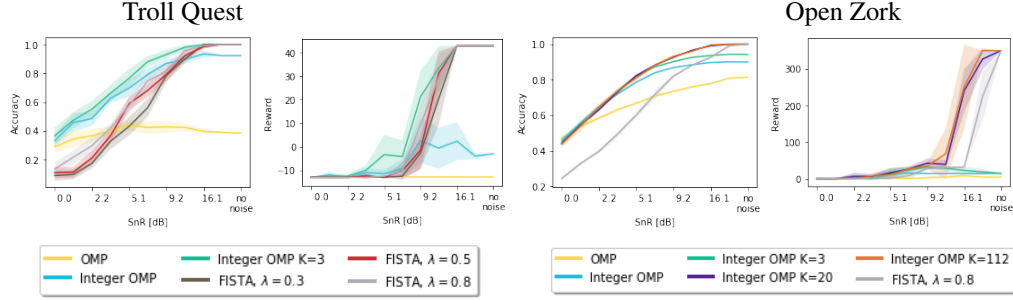 Troll Quest
Open Zork
1.0
0.8
0.6
0.4
0.2
Accuracy
0.0 2.2 5.1 9.2 16.1 no noise
SnR [dB]
40
30
20
10
0
−10
Reward
0.0 2.2 5.1 9.2 16.1 no noise
SnR [dB]
1.0
0.8
0.6
0.4
0.2
Accuracy
0.0 2.2 5.1 9.2 16.1 no noise
SnR [dB]
300
200
100
0
Reward
0.0 2.2 5.1 9.2 16.1 no noise
SnR [dB]
OMP
Integer OMP
Integer OMP K=3
FISTA, λ = 0.3
FISTA, λ = 0.5
FISTA, λ = 0.8
OMP
Integer OMP
Integer OMP K=3
Integer OMP K=20
Integer OMP K=112
FISTA, λ = 0.8